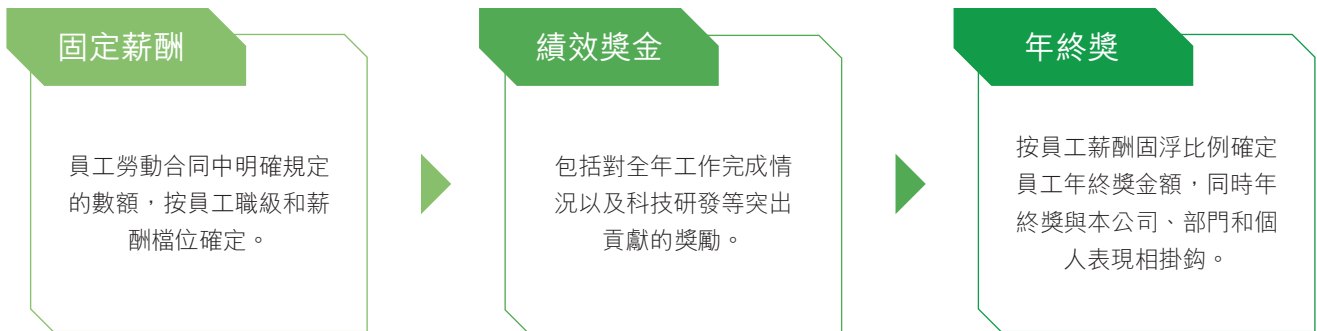 固定薪酬
員工勞動合同中明確規定
的數額，按員工職級和薪
酬檔位確定。
績效獎金
包括對全年工作完成情
況以及科技研發等突出
貢獻的獎勵。
年終獎
按員工薪酬固浮比例確定
員工年終獎金額，同時年
終獎與本公司、部門和個
人表現相掛鈎。